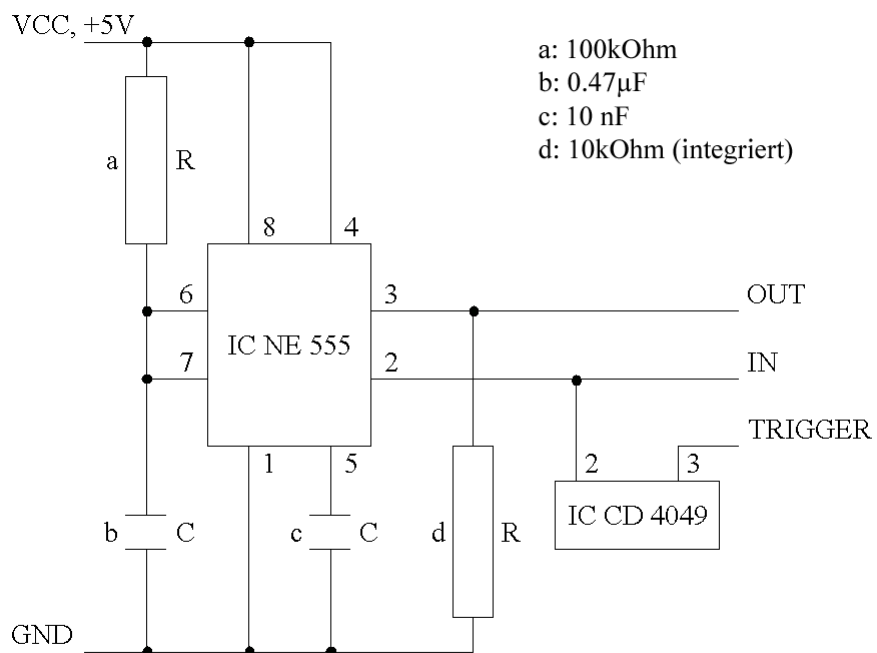 VCC, +5V
a: 100kOhm
b: 0.47µF
c: 10 nF
d: 10kOhm (integriert)
a R
8 4
6 3 OUT
IC NE 555
7 2 IN
TRIGGER
1 5 2 3
b C c C d R IC CD 4049
GND